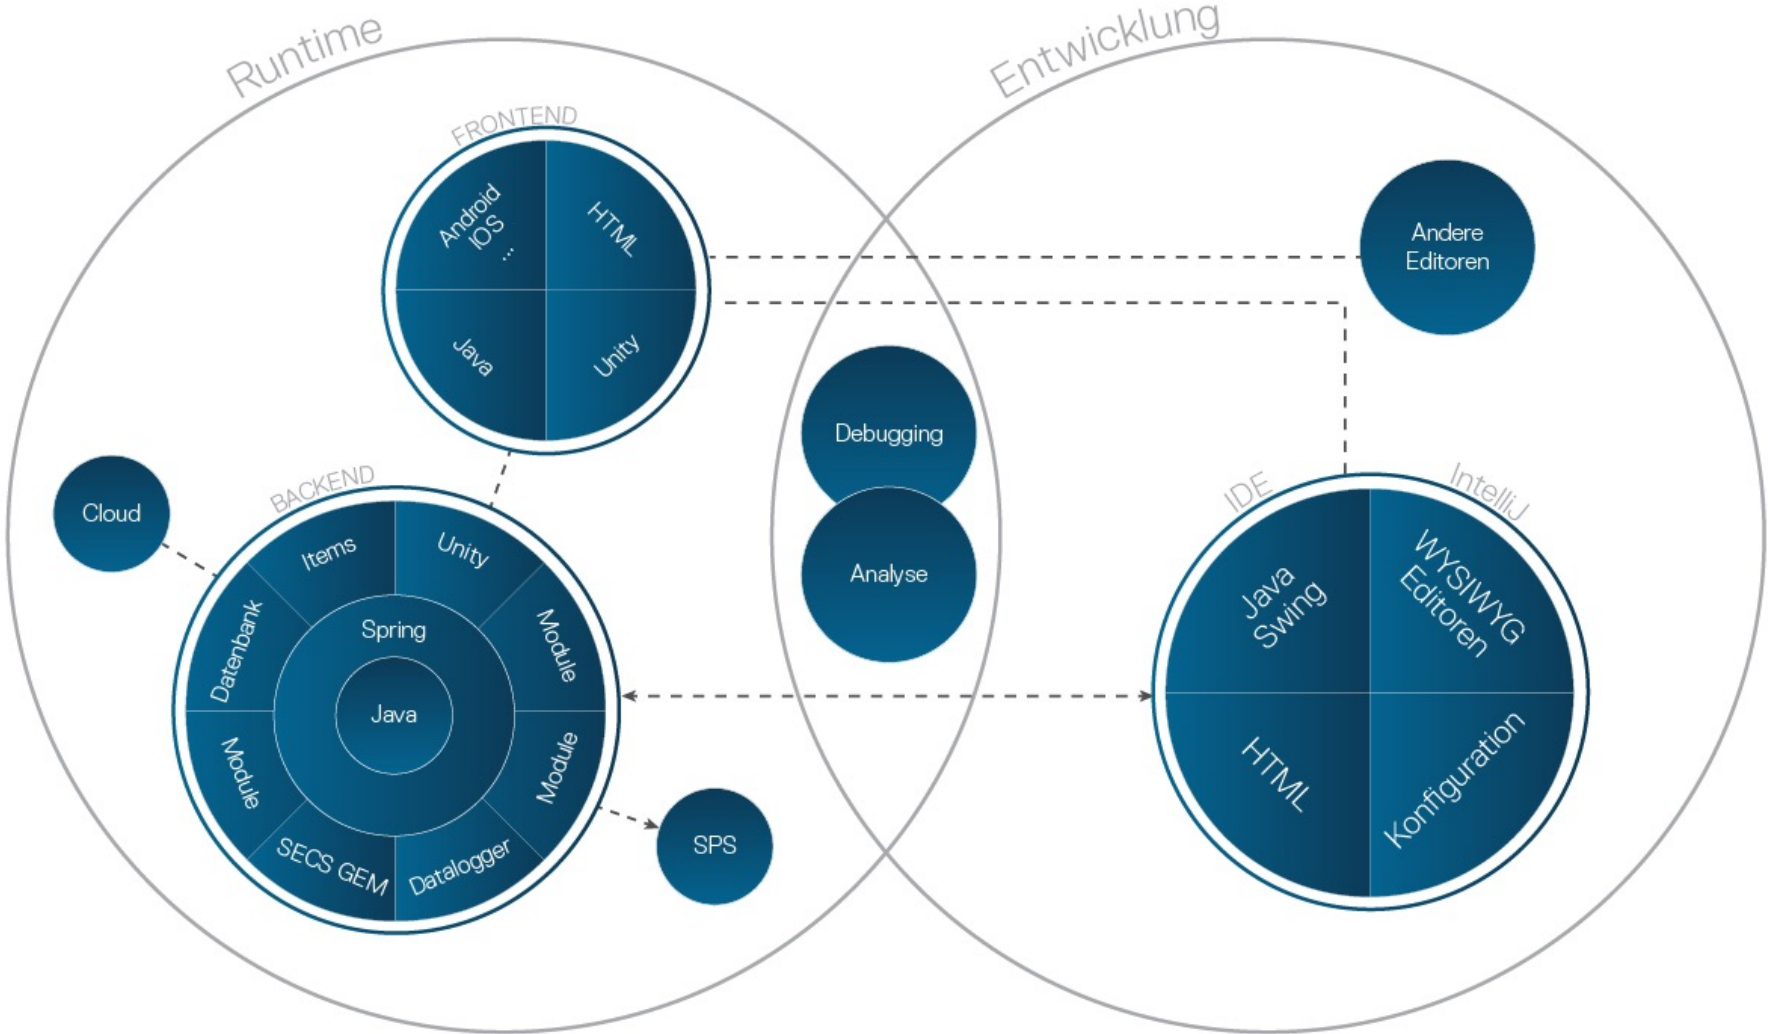 Runtime
Entwicklung
FRONTEND
Android
IOS
...
HTML
Java
Unity
Andere
Editoren
Debugging
Analyse
Cloud
BACKEND
Items
Unity
Datenbank
Module
Spring
Java
Module
Module
SECS GEM
Datalogger
SPS
IDE
IntelliJ
Java
Swing
WYSIWYG
Editoren
HTML
Konfiguration